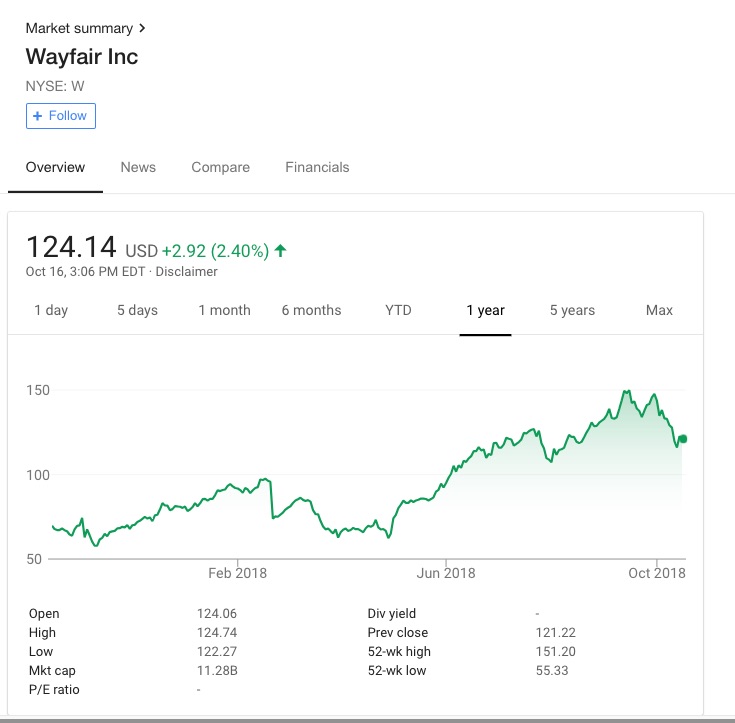 Market summary >
Wayfair Inc
NYSE: W
+ Follow
Overview News Compare Financials
124.14 USD +2.92 (2.40%) ↑
Oct 16, 3:06 PM EDT · Disclaimer
1 day 5 days 1 month 6 months YTD 1 year 5 years Max
150
100
50
Feb 2018 Jun 2018 Oct 2018
Open 124.06 Div yield -
High 124.74 Prev close 121.22
Low 122.27 52-wk high 151.20
Mkt cap 11.28B 52-wk low 55.33
P/E ratio -